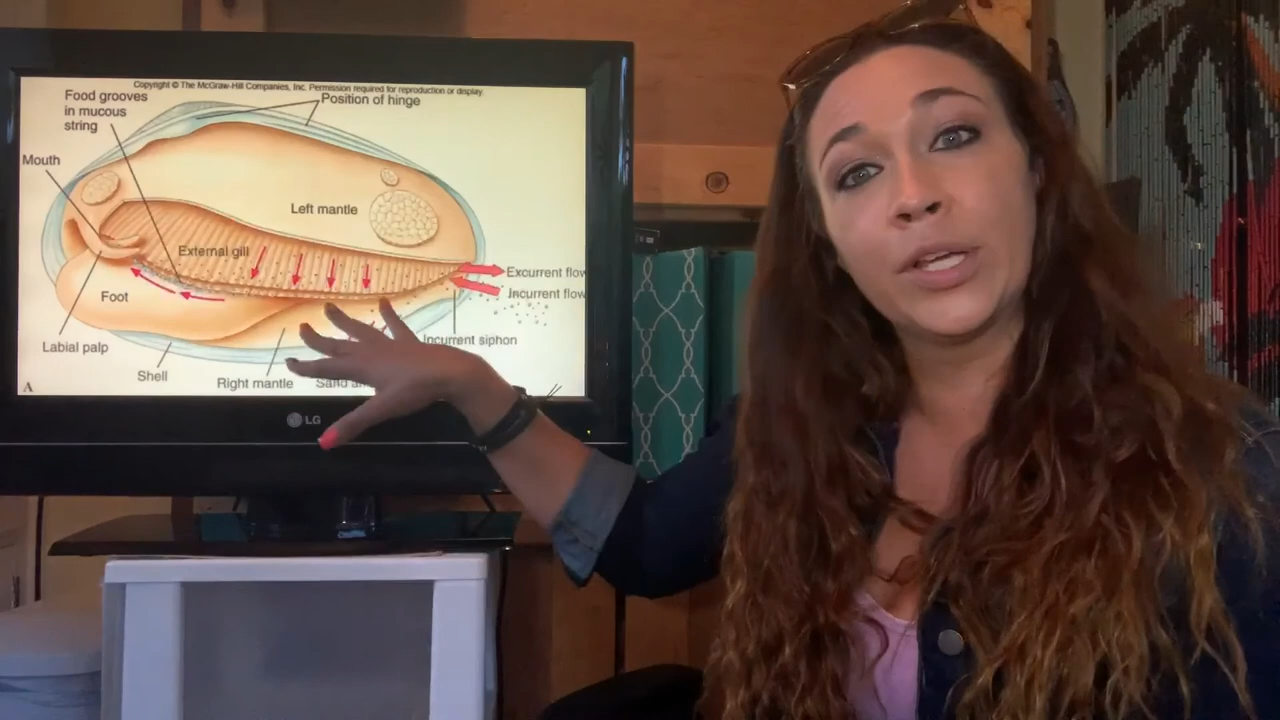 Copyright © The McGraw-Hill Companies, Inc. Permission required for reproduction or display.
Food grooves
in mucous
string
Position of hinge
Mouth
Left mantle
External gill
Excurrent flow
Incurrent flow
Foot
Labial palp
Incurrent siphon
Shell
Right mantle
Sand
A
LG